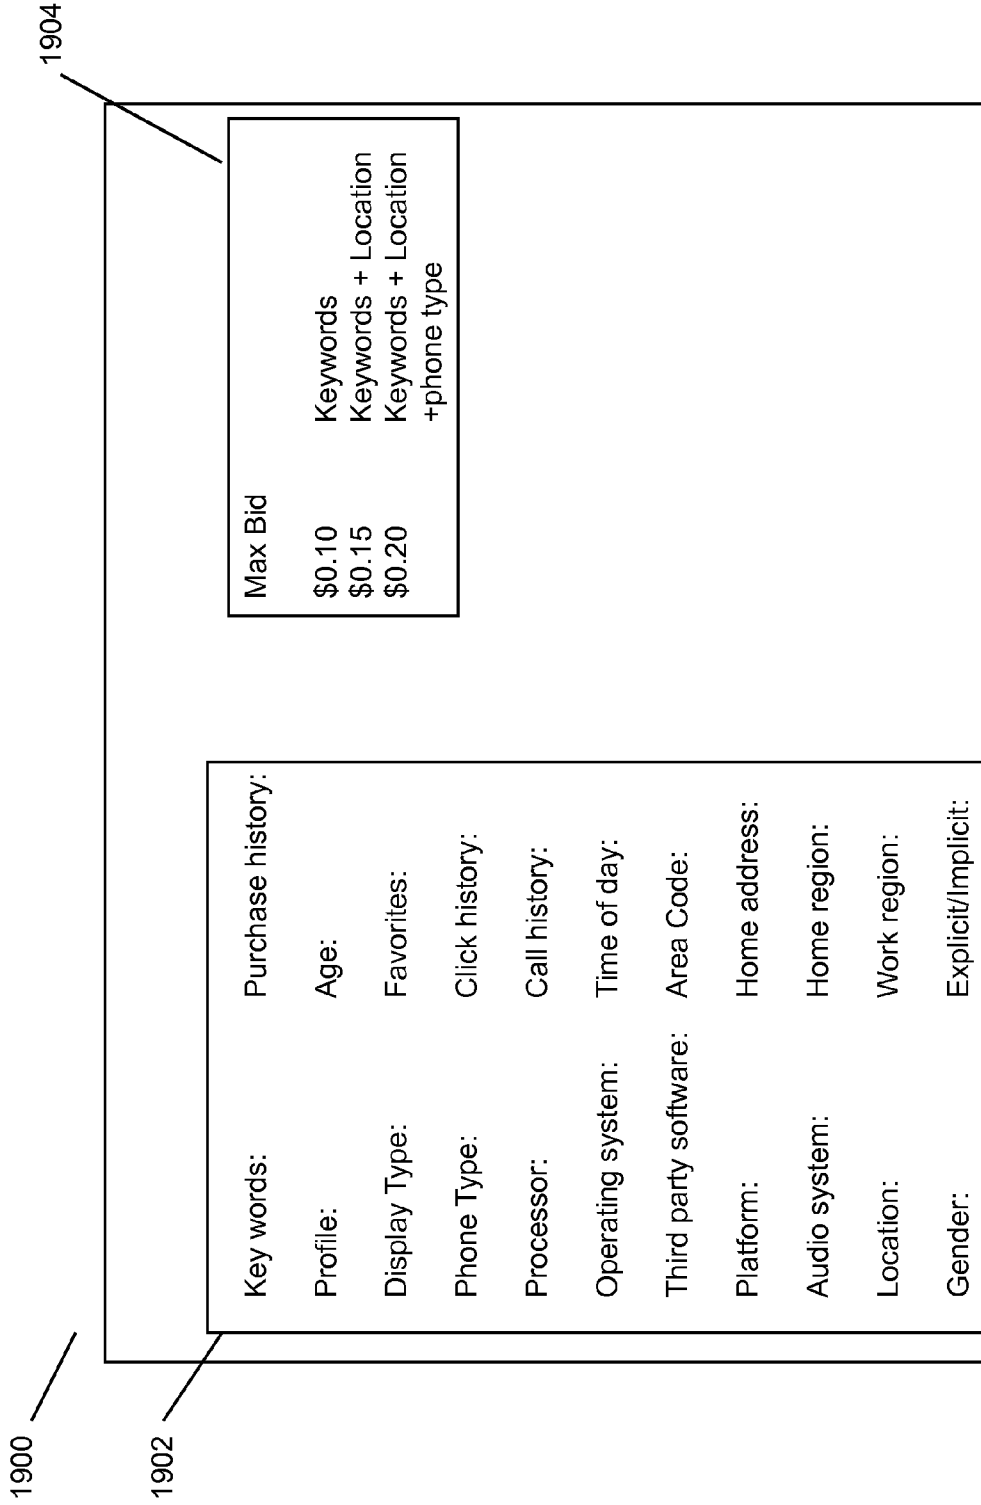 1900
1902
Key words:
Profile:
Display Type:
Phone Type:
Processor:
Operating system:
Third party software:
Platform:
Audio system:
Location:
Gender:
Purchase history:
Age:
Favorites:
Click history:
Call history:
Time of day:
Area Code:
Home address:
Home region:
Work region:
Explicit/Implicit:
1904
Max Bid
$0.10 Keywords
$0.15 Keywords + Location
$0.20 Keywords + Location
+phone type